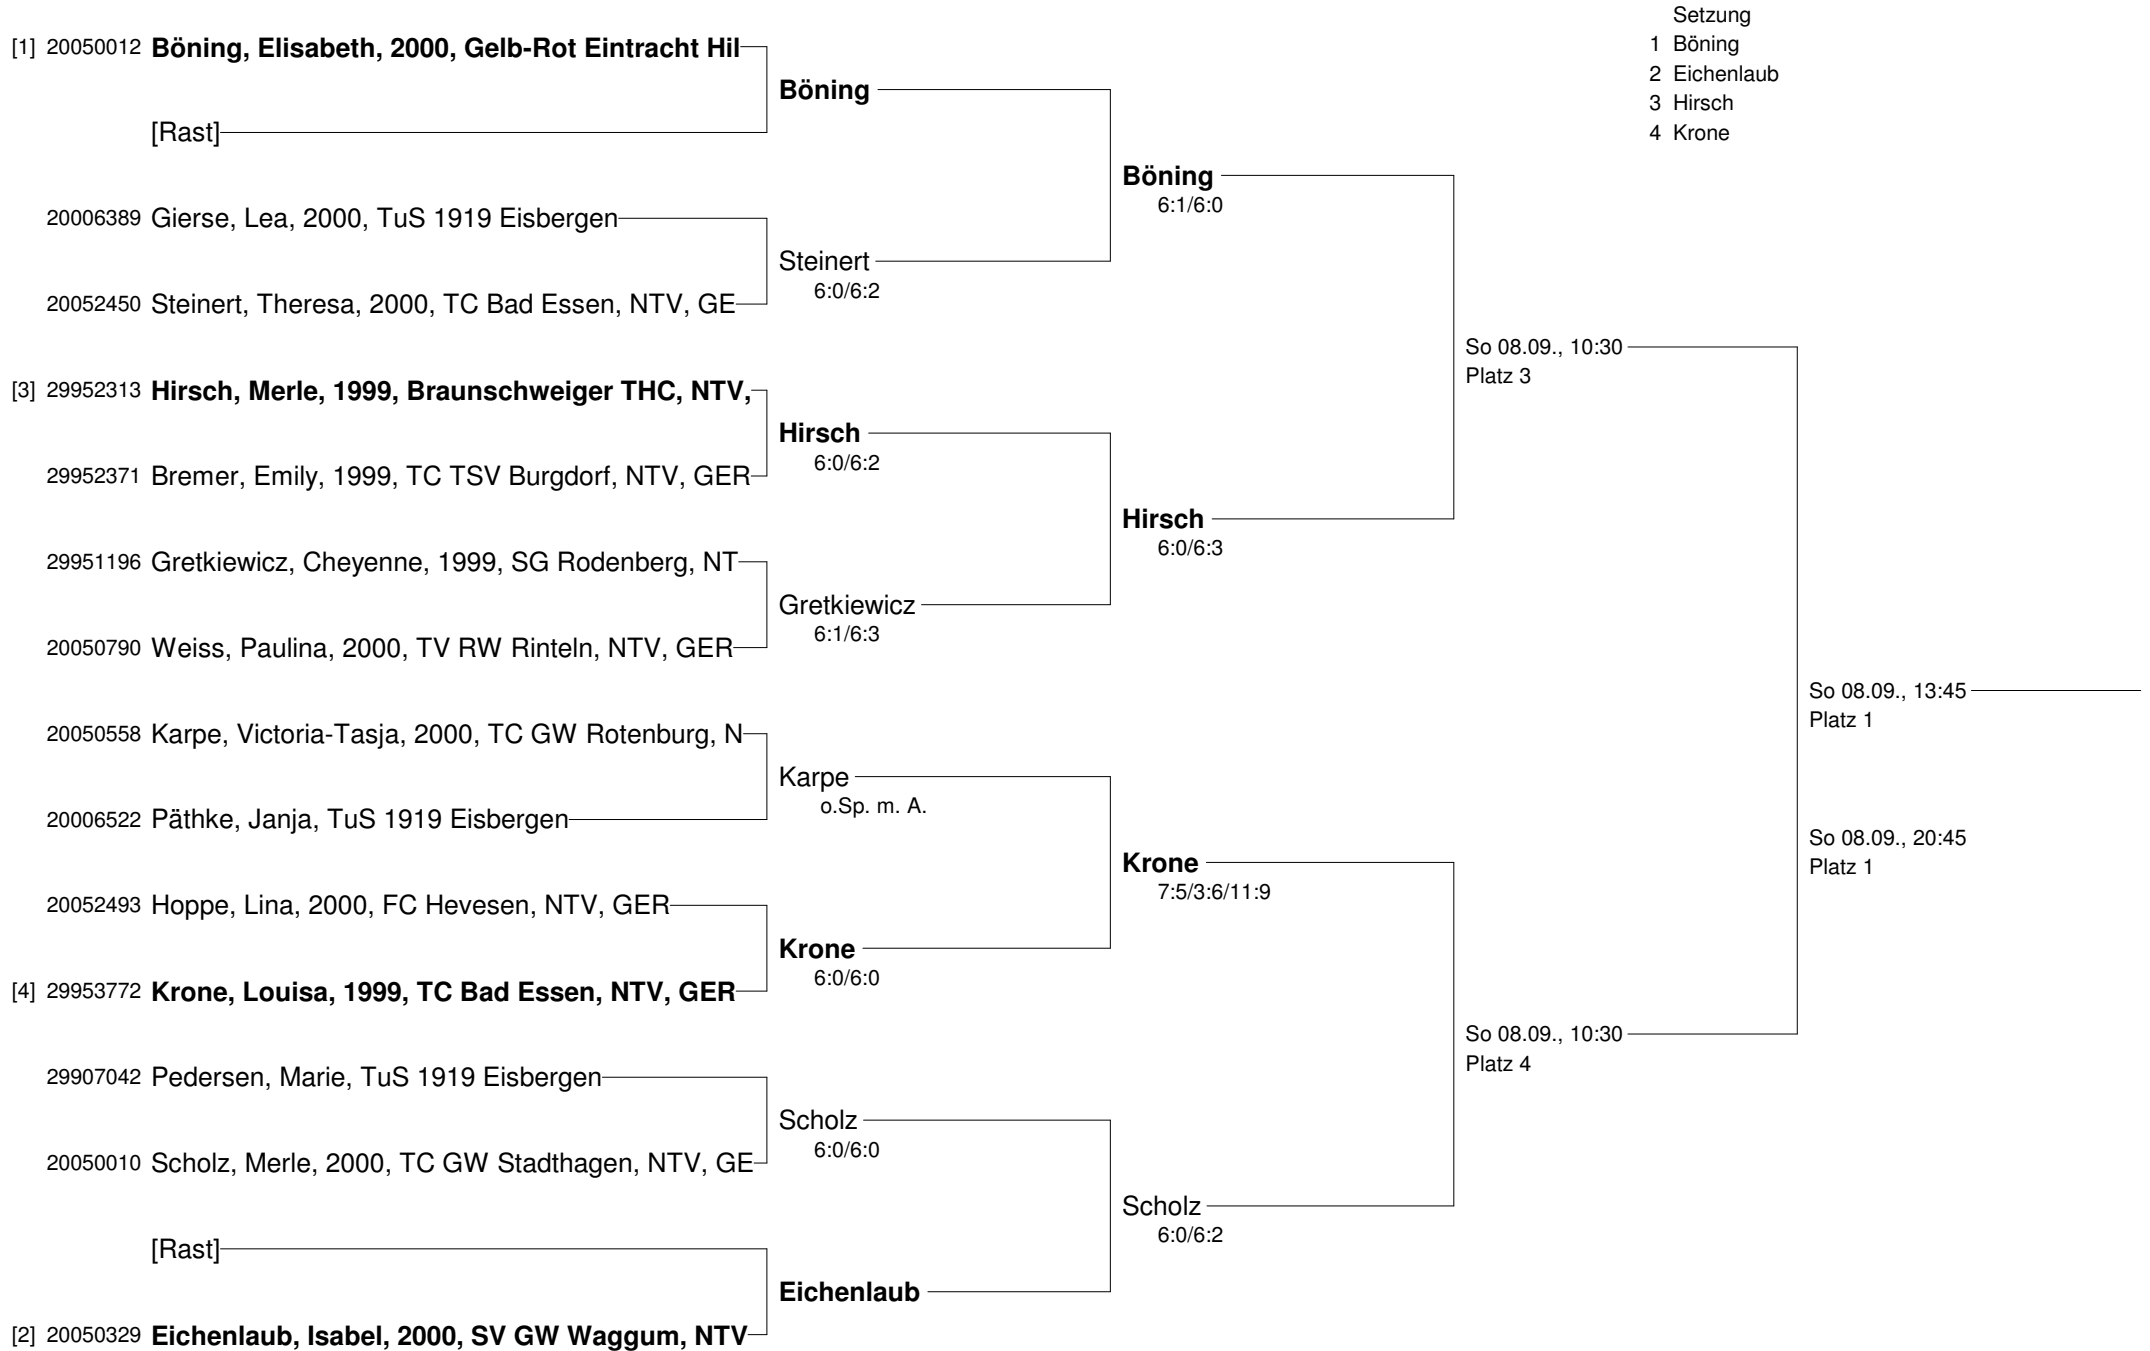 Setzung
1 Böning
2 Eichenlaub
3 Hirsch
4 Krone
[1] 20050012 Böning, Elisabeth, 2000, Gelb-Rot Eintracht Hil
[Rast]
20006389 Gierse, Lea, 2000, TuS 1919 Eisbergen
20052450 Steinert, Theresa, 2000, TC Bad Essen, NTV, GE
[3] 29952313 Hirsch, Merle, 1999, Braunschweiger THC, NTV,
29952371 Bremer, Emily, 1999, TC TSV Burgdorf, NTV, GER
29951196 Gretkiewicz, Cheyenne, 1999, SG Rodenberg, NT
20050790 Weiss, Paulina, 2000, TV RW Rinteln, NTV, GER
20050558 Karpe, Victoria-Tasja, 2000, TC GW Rotenburg, N
20006522 Päthke, Janja, TuS 1919 Eisbergen
20052493 Hoppe, Lina, 2000, FC Hevesen, NTV, GER
[4] 29953772 Krone, Louisa, 1999, TC Bad Essen, NTV, GER
29907042 Pedersen, Marie, TuS 1919 Eisbergen
20050010 Scholz, Merle, 2000, TC GW Stadthagen, NTV, GE
[Rast]
[2] 20050329 Eichenlaub, Isabel, 2000, SV GW Waggum, NTV
Böning
Steinert
6:0/6:2
Hirsch
6:0/6:2
Gretkiewicz
6:1/6:3
Karpe
o.Sp. m. A.
Krone
6:0/6:0
Scholz
6:0/6:0
Eichenlaub
Böning
6:1/6:0
Hirsch
6:0/6:3
Krone
7:5/3:6/11:9
Scholz
6:0/6:2
So 08.09., 10:30
Platz 3
So 08.09., 10:30
Platz 4
So 08.09., 13:45
Platz 1
So 08.09., 20:45
Platz 1